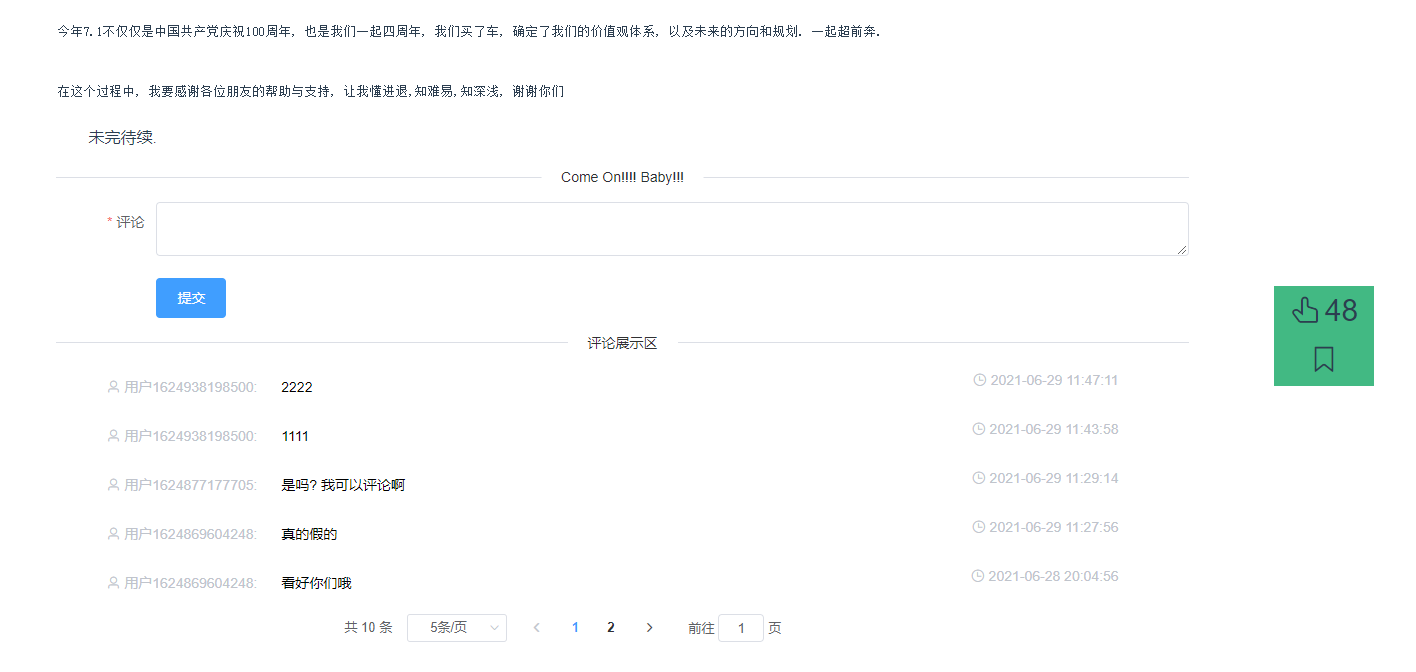 今年7.1不仅仅是中国共产党庆祝100周年, 也是我们一起四周年, 我们买了车, 确定了我们的价值观体系, 以及未来的方向和规划. 一起超前奔.
在这个过程中, 我要感谢各位朋友的帮助与支持, 让我懂进退,知难易,知深浅, 谢谢你们
未完待续.
Come On!!!! Baby!!!
* 评论
提交
48
评论展示区
用户1624938198500: 2222 2021-06-29 11:47:11
用户1624938198500: 1111 2021-06-29 11:43:58
用户1624877177705: 是吗? 我可以评论啊 2021-06-29 11:29:14
用户1624869604248: 真的假的 2021-06-29 11:27:56
用户1624869604248: 看好你们哦 2021-06-28 20:04:56
共 10 条 5条/页 1 2 前往 1 页